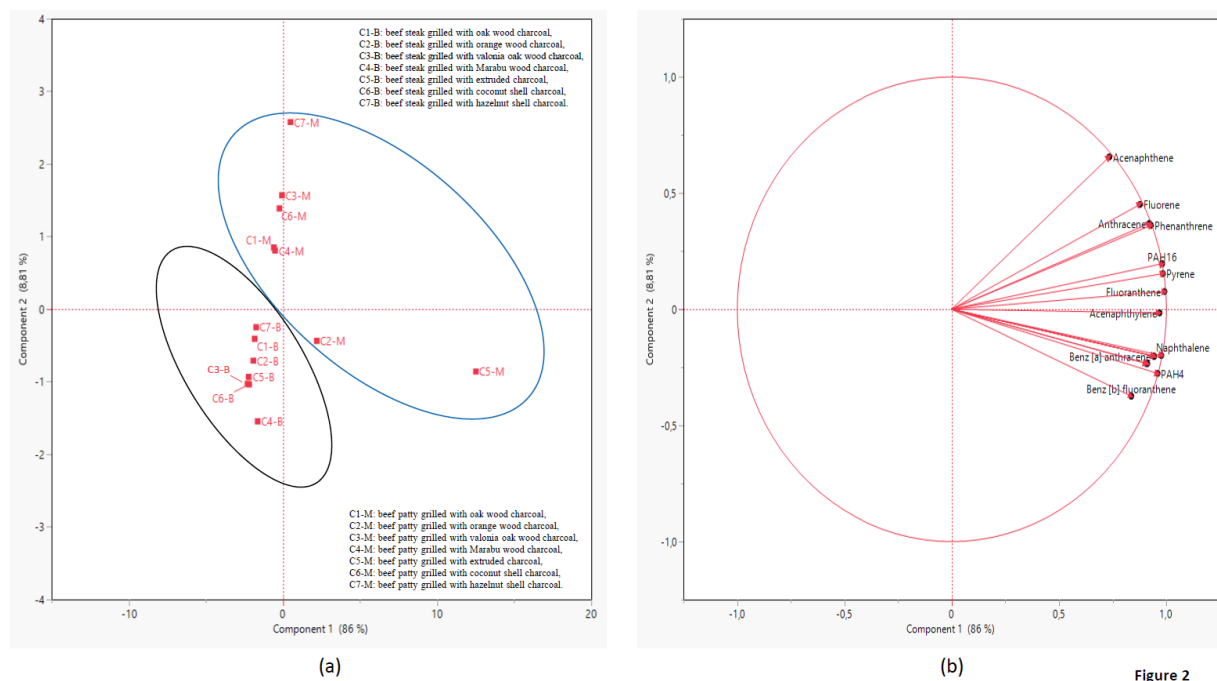 4
3
2
1
0
-1
-2
-3
-4
Component 2 (8,81 %)
C1-B: beef steak grilled with oak wood charcoal,
C2-B: beef steak grilled with orange wood charcoal,
C3-B: beef steak grilled with valonia oak wood charcoal,
C4-B: beef steak grilled with Marabu wood charcoal,
C5-B: beef steak grilled with extruded charcoal,
C6-B: beef steak grilled with coconut shell charcoal,
C7-B: beef steak grilled with hazelnut shell charcoal.
C7-M
C3-M
C6-M
C1-M
C4-M
C7-B
C1-B
C2-M
C2-B
C3-B
C5-B
C5-M
C6-B
C4-B
C1-M: beef patty grilled with oak wood charcoal,
C2-M: beef patty grilled with orange wood charcoal,
C3-M: beef patty grilled with valonia oak wood charcoal,
C4-M: beef patty grilled with Marabu wood charcoal,
C5-M: beef patty grilled with extruded charcoal,
C6-M: beef patty grilled with coconut shell charcoal,
C7-M: beef patty grilled with hazelnut shell charcoal.
-10 0 10 20
Component 1 (86 %)
(a)
1,0
0,5
0
-0,5
-1,0
Component 2 (8,81 %)
Acenaphthene
Fluorene
Anthracene
Phenanthrene
PAH16
Pyrene
Fluoranthene
Acenaphthylene
Naphthalene
Benz [a] anthracene
PAH4
Benz [b] fluoranthene
-1,0 -0,5 0 0,5 1,0
Component 1 (86 %)
(b)
Figure 2